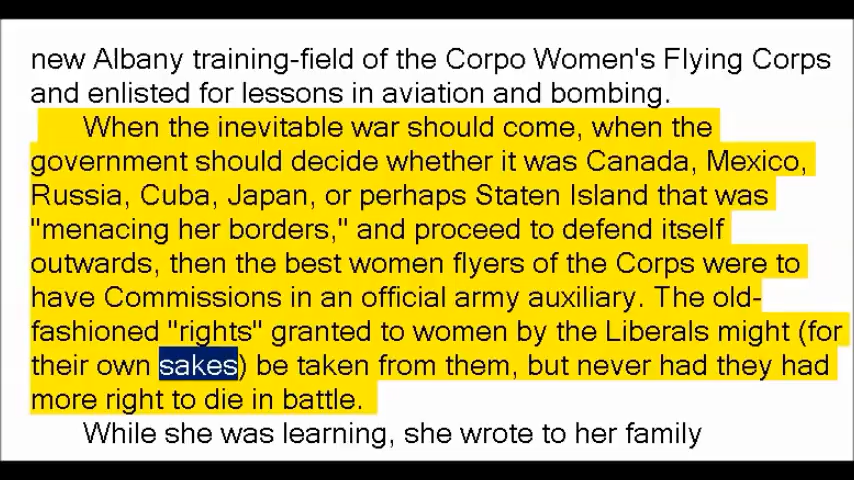 new Albany training-field of the Corpo Women's Flying Corps
and enlisted for lessons in aviation and bombing.
When the inevitable war should come, when the
government should decide whether it was Canada, Mexico,
Russia, Cuba, Japan, or perhaps Staten Island that was
"menacing her borders," and proceed to defend itself
outwards, then the best women flyers of the Corps were to
have Commissions in an official army auxiliary. The old-
fashioned "rights" granted to women by the Liberals might (for
their own sakes) be taken from them, but never had they had
more right to die in battle.
While she was learning, she wrote to her family